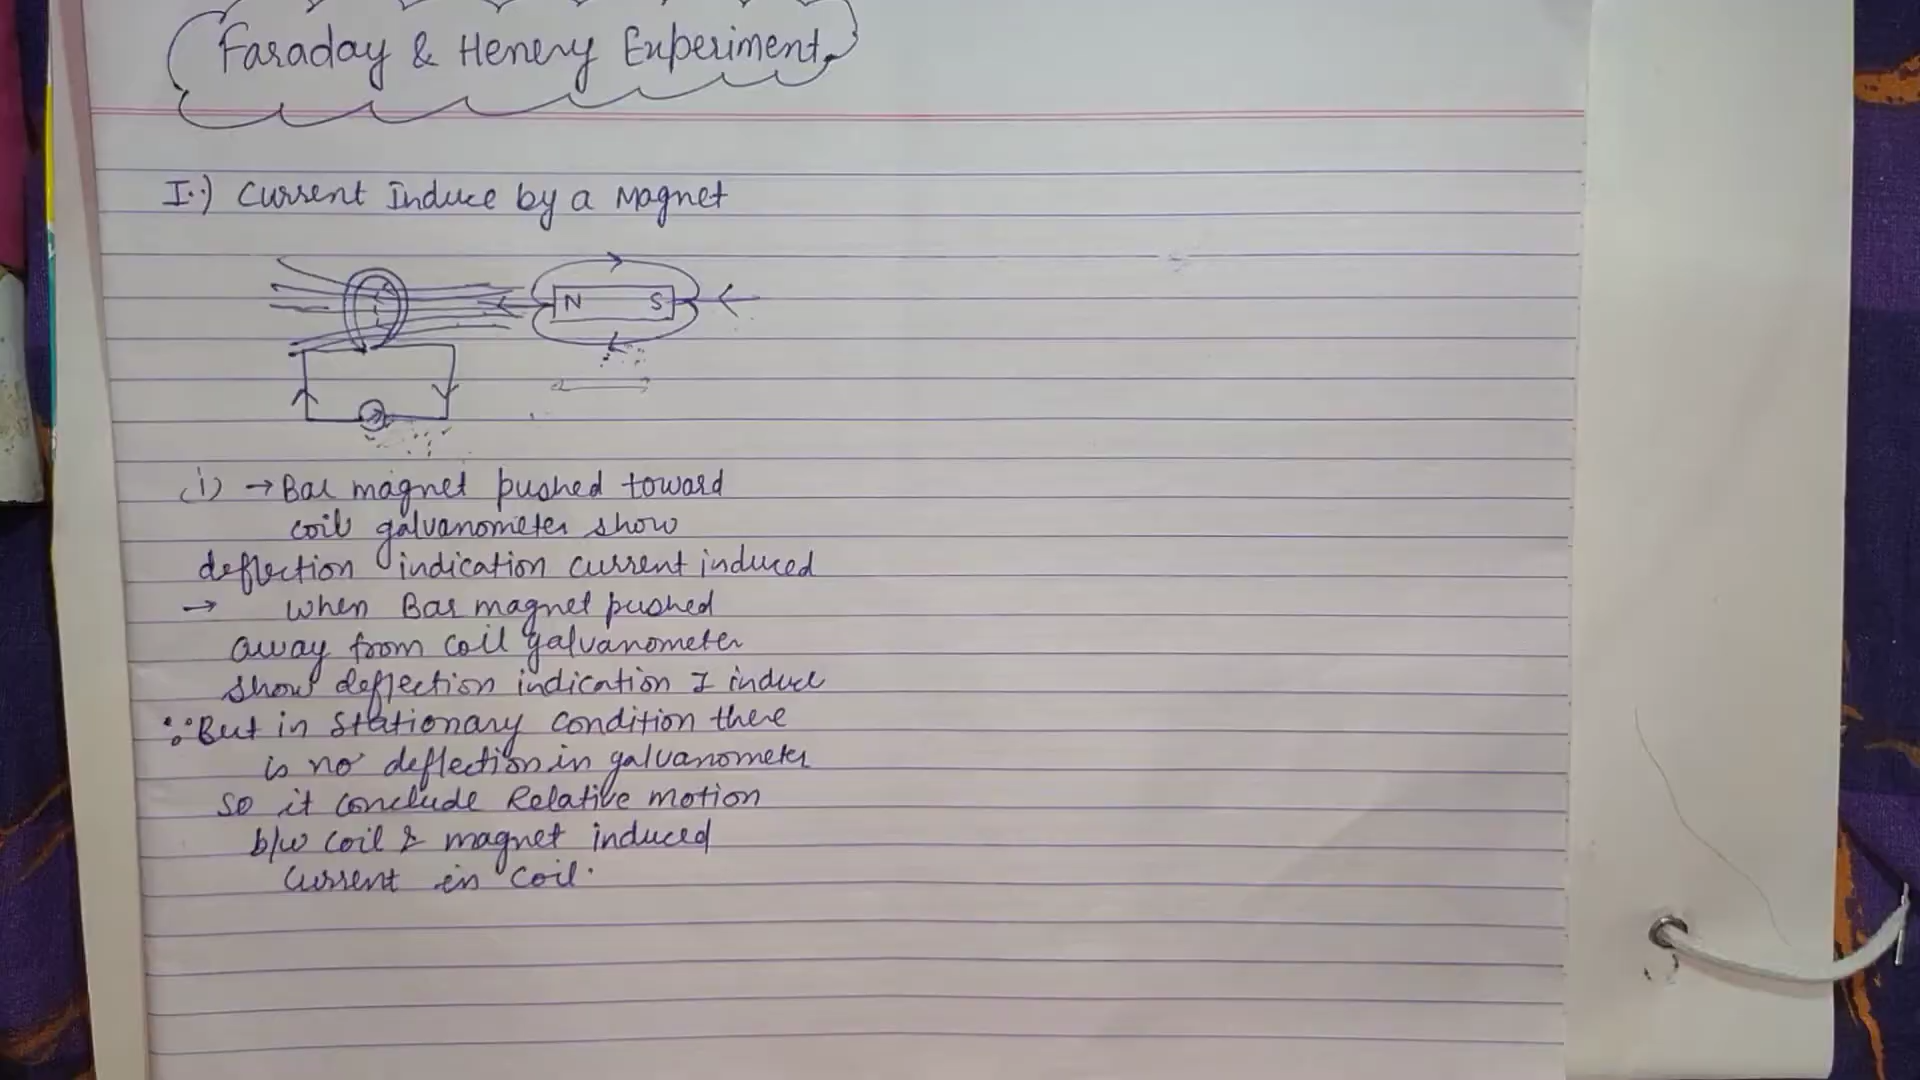 Faraday & Henery Experiment
I..) Current Induce by a Magnet
N S
(i) → Bar magnet pushed toward
coil galvanometer show
deflection indication current induced
→ when Bar magnet pushed
away from coil galvanometer
show deflection indication I induce
But in Stationary condition there
is no deflection in galvanometer
so it conclude Relative motion
b/w coil & magnet induced
Current in coil.